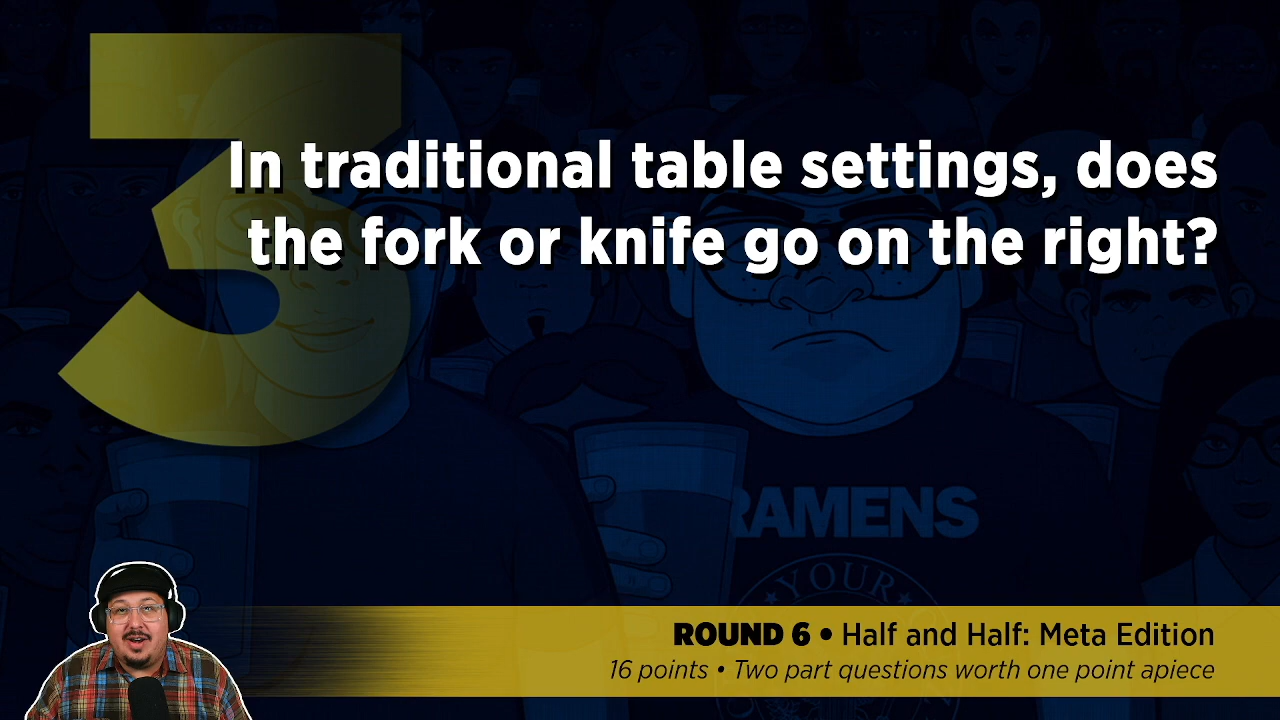 3
In traditional table settings, does
the fork or knife go on the right?
RAMENS
YOUR
ROUND 6 • Half and Half: Meta Edition
16 points • Two part questions worth one point apiece